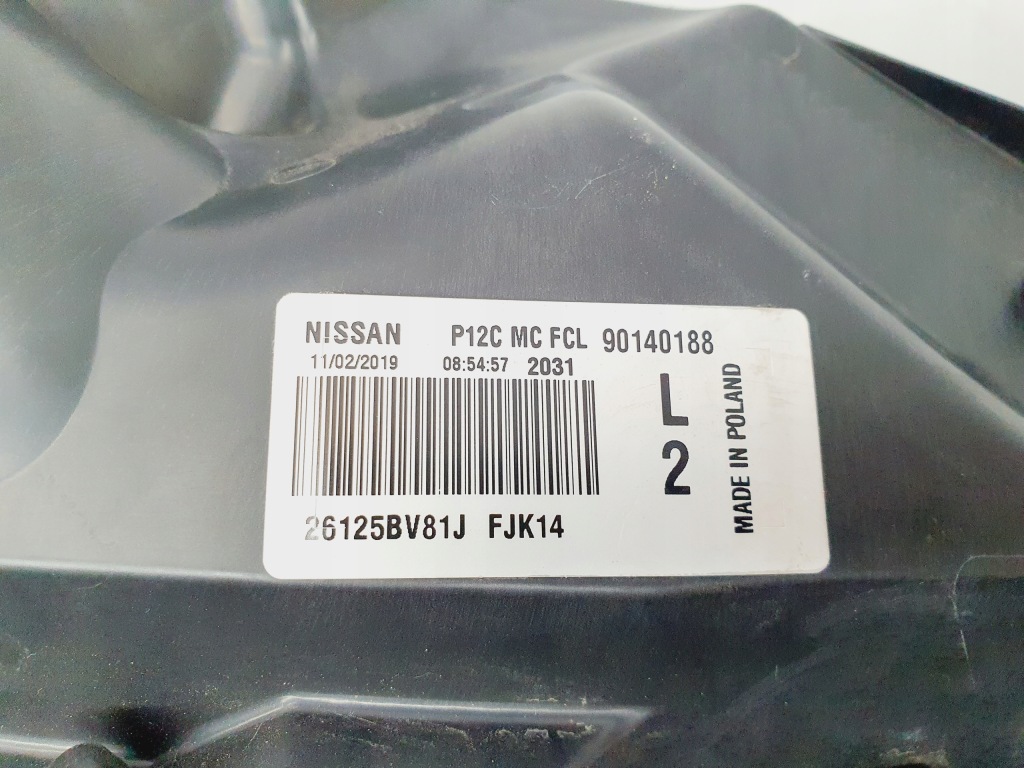 NISSAN P12C MC FCL 90140188
11/02/2019 08:54:57 2031
L
2
26125BV81J FJK14
MADE IN POLAND